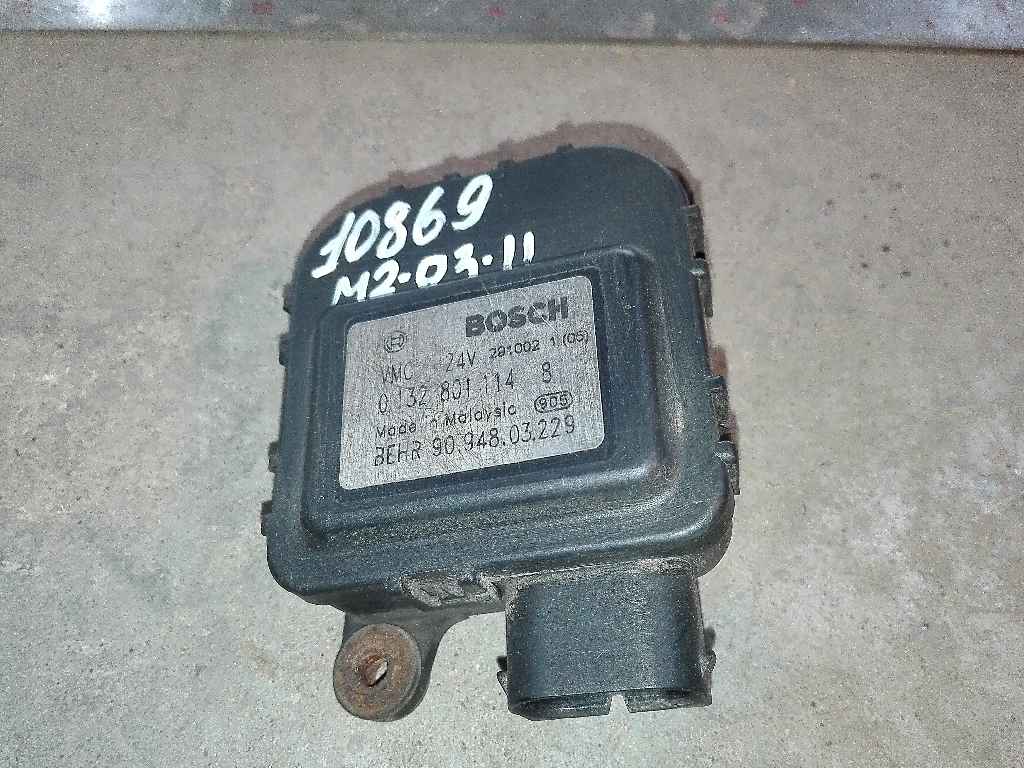 10869
M2-03-11
BOSCH
VMC 24V 291002 1 (05)
0 132 801 114 8
Made in Malaysia 905
BEHR 90.948.03.229